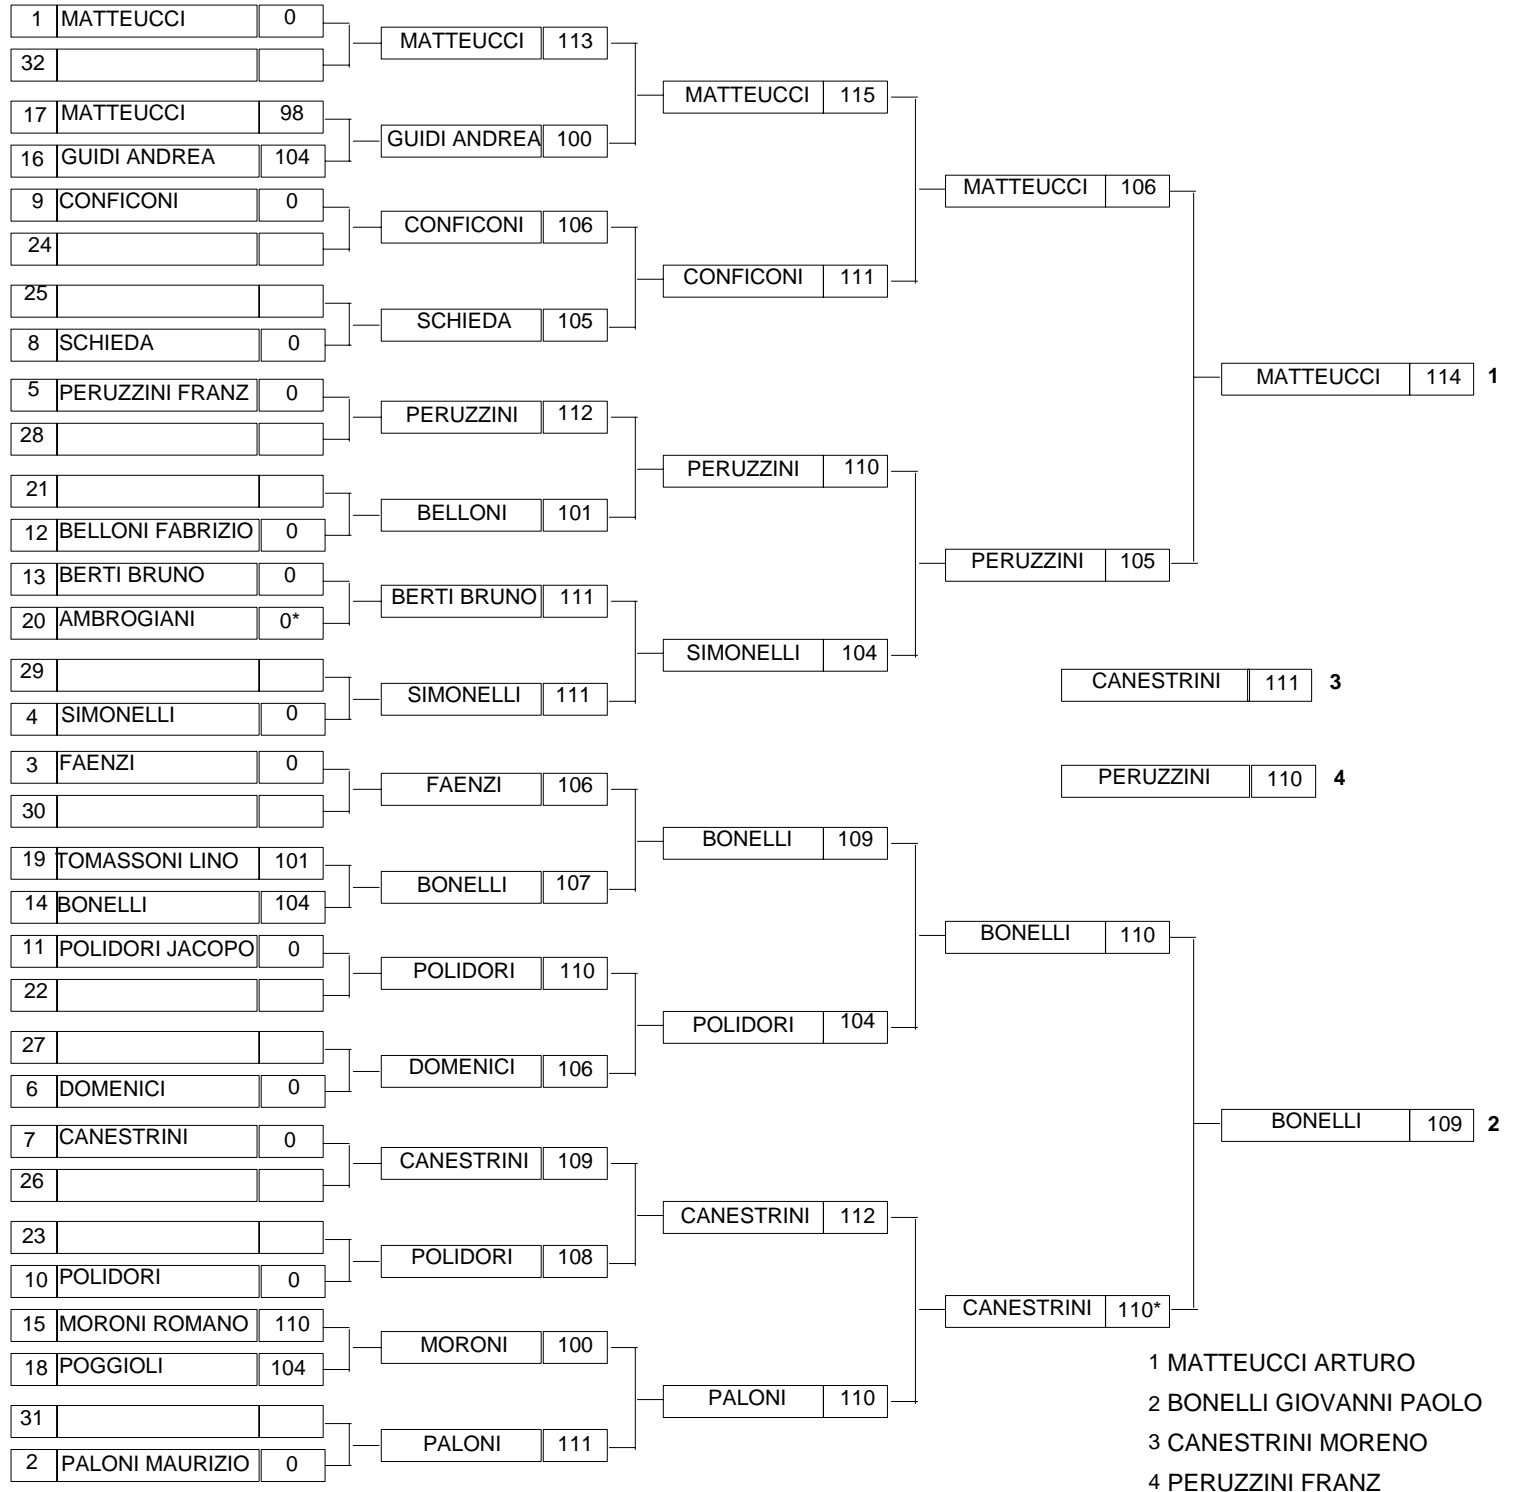 1 MATTEUCCI 0
32
MATTEUCCI 113
17 MATTEUCCI 98
16 GUIDI ANDREA 104
GUIDI ANDREA 100
MATTEUCCI 115
9 CONFICONI 0
24
CONFICONI 106
25
8 SCHIEDA 0
SCHIEDA 105
CONFICONI 111
MATTEUCCI 106
5 PERUZZINI FRANZ 0
28
PERUZZINI 112
21
12 BELLONI FABRIZIO 0
BELLONI 101
PERUZZINI 110
13 BERTI BRUNO 0
20 AMBROGIANI 0*
BERTI BRUNO 111
29
4 SIMONELLI 0
SIMONELLI 111
SIMONELLI 104
PERUZZINI 105
MATTEUCCI 114 1
CANESTRINI 111 3
PERUZZINI 110 4
3 FAENZI 0
30
FAENZI 106
19 TOMASSONI LINO 101
14 BONELLI 104
BONELLI 107
BONELLI 109
11 POLIDORI JACOPO 0
22
POLIDORI 110
27
6 DOMENICI 0
DOMENICI 106
POLIDORI 104
BONELLI 110
7 CANESTRINI 0
26
CANESTRINI 109
23
10 POLIDORI 0
POLIDORI 108
CANESTRINI 112
15 MORONI ROMANO 110
18 POGGIOLI 104
MORONI 100
31
2 PALONI MAURIZIO 0
PALONI 111
PALONI 110
CANESTRINI 110*
BONELLI 109 2
1 MATTEUCCI ARTURO
2 BONELLI GIOVANNI PAOLO
3 CANESTRINI MORENO
4 PERUZZINI FRANZ